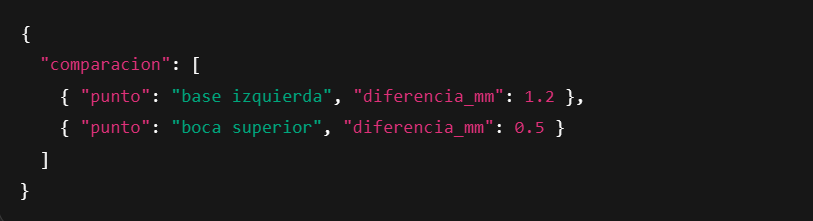 {
"comparacion": [
{ "punto": "base izquierda", "diferencia_mm": 1.2 },
{ "punto": "boca superior", "diferencia_mm": 0.5 }
]
}